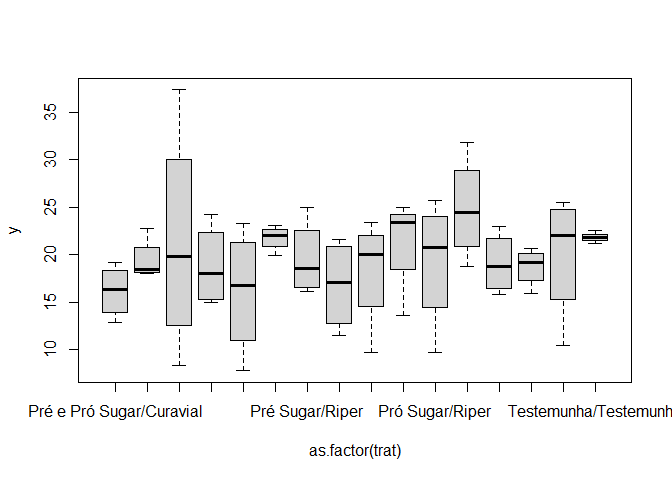 35
30
25
20
15
10
y
Pré e Pró Sugar/Curavial Pré Sugar/Riper Pró Sugar/Riper Testemunha/Testemunh
as.factor(trat)